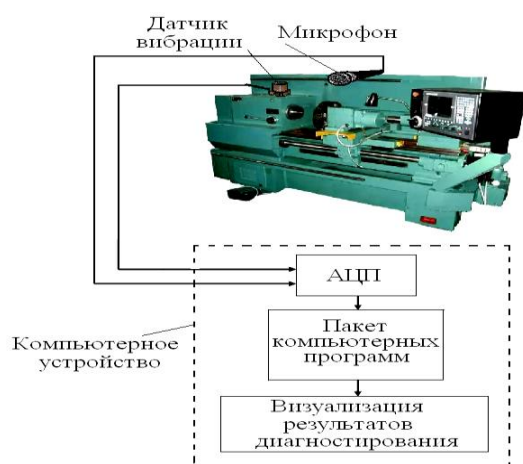 Датчик
вибрации
Микрофон
АЦП
Пакет
компьютерных
программ
Компьютерное
устройство
Визуализация
результатов
диагностирования